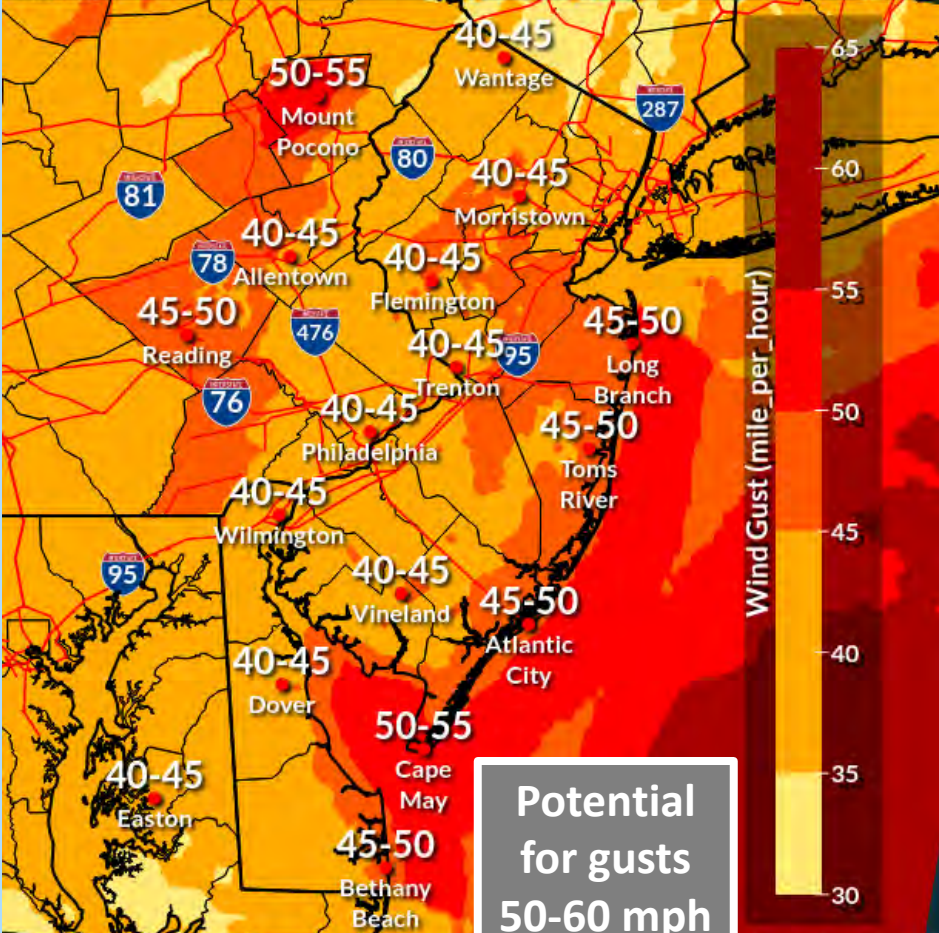 40-45
Wantage
50-55
Mount
Pocono
287
80
81
40-45
Morristown
40-45
Allentown
78
40-45
Flemington
45-50
Reading
476
40-45
Trenton
95
45-50
Long
Branch
76
40-45
Philadelphia
45-50
Toms
River
40-45
Wilmington
95
40-45
Vineland
45-50
Atlantic
City
40-45
Dover
50-55
Cape
May
40-45
Easton
45-50
Bethany
Beach
Potential
for gusts
50-60 mph
Wind Gust (mile_per_hour)
65
60
55
50
45
40
35
30